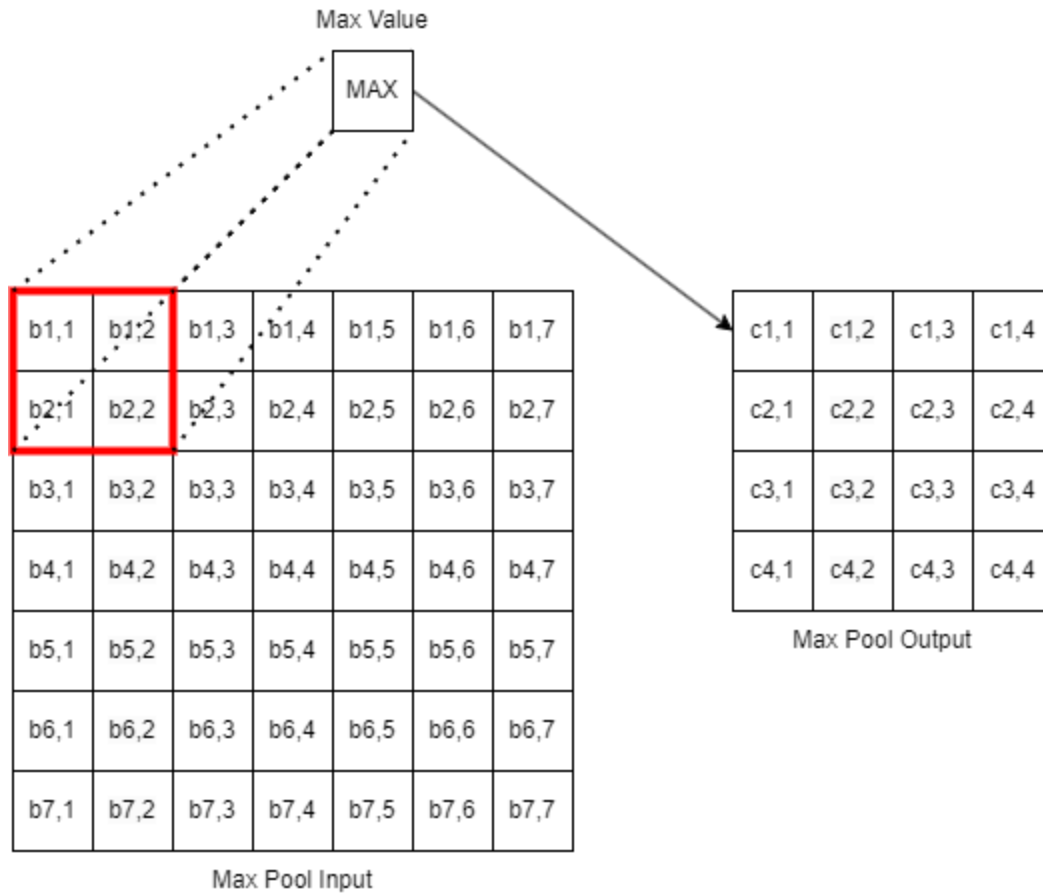 Max Value
MAX
b1,1 b1,2 b1,3 b1,4 b1,5 b1,6 b1,7
b2,1 b2,2 b2,3 b2,4 b2,5 b2,6 b2,7
b3,1 b3,2 b3,3 b3,4 b3,5 b3,6 b3,7
b4,1 b4,2 b4,3 b4,4 b4,5 b4,6 b4,7
b5,1 b5,2 b5,3 b5,4 b5,5 b5,6 b5,7
b6,1 b6,2 b6,3 b6,4 b6,5 b6,6 b6,7
b7,1 b7,2 b7,3 b7,4 b7,5 b7,6 b7,7
Max Pool Input
c1,1 c1,2 c1,3 c1,4
c2,1 c2,2 c2,3 c2,4
c3,1 c3,2 c3,3 c3,4
c4,1 c4,2 c4,3 c4,4
Max Pool Output